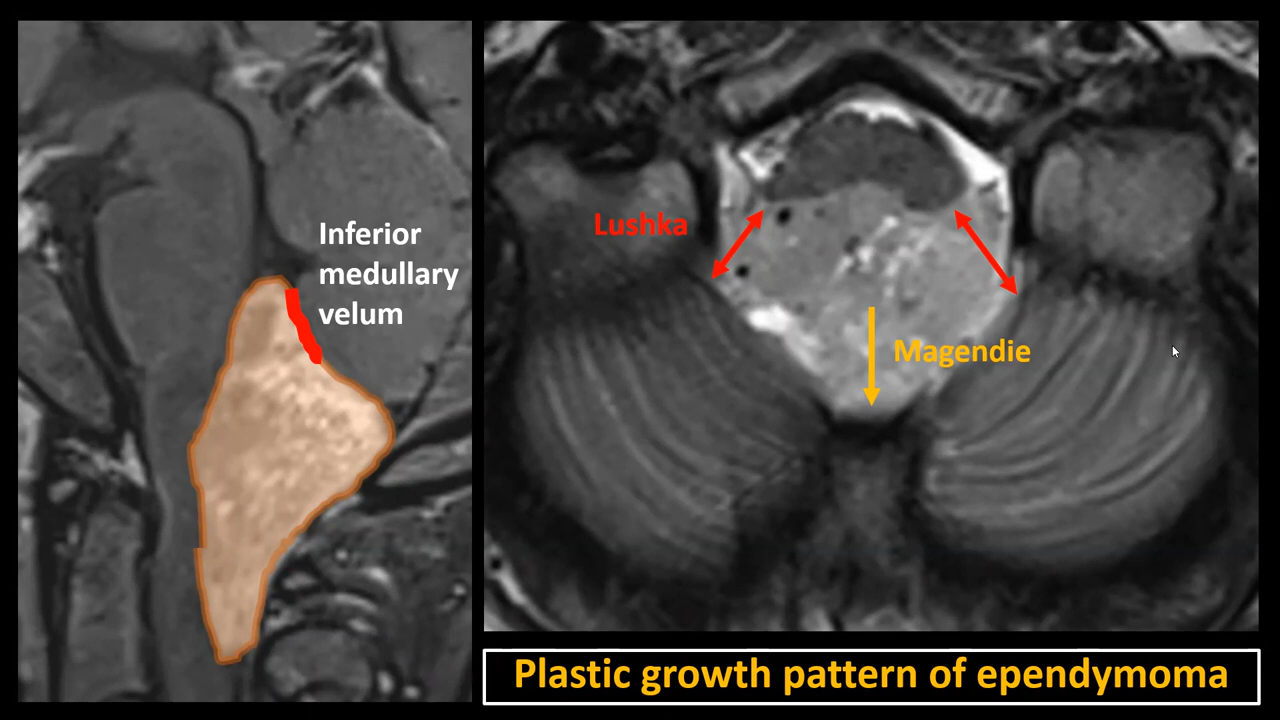 Inferior
medullary
velum
Lushka
Magendie
Plastic growth pattern of ependymoma